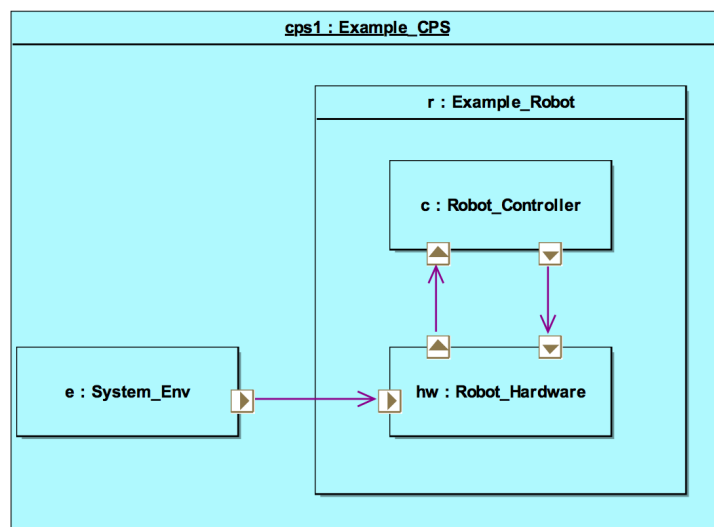 cps1 : Example_CPS
r : Example_Robot
c : Robot_Controller
e : System_Env
hw : Robot_Hardware